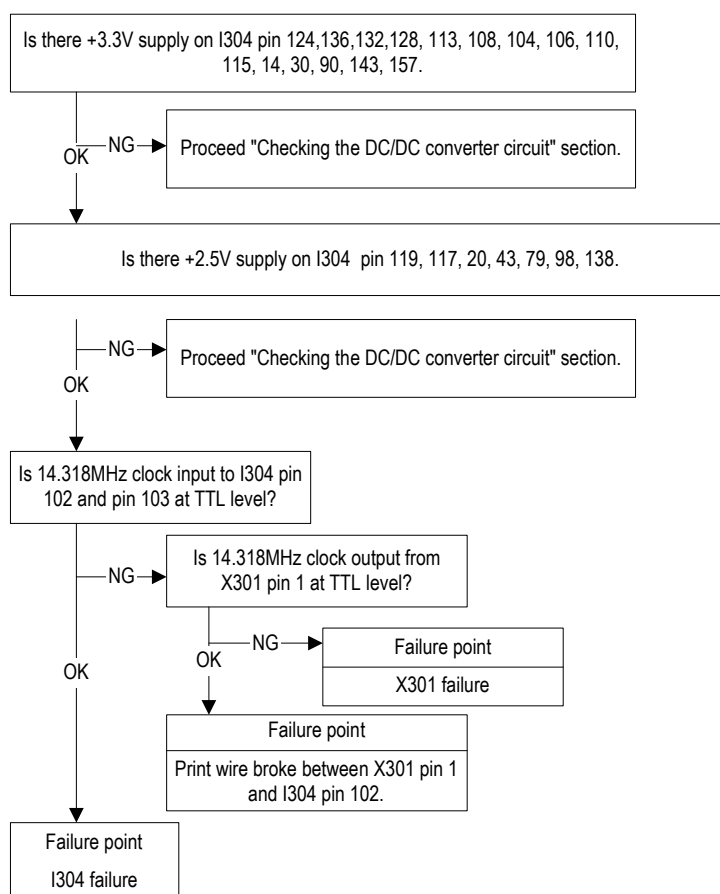 Is there +3.3V supply on I304 pin 124,136,132,128, 113, 108, 104, 106, 110,
115, 14, 30, 90, 143, 157.
NG
OK
Proceed "Checking the DC/DC converter circuit" section.
Is there +2.5V supply on I304 pin 119, 117, 20, 43, 79, 98, 138.
NG
OK
Proceed "Checking the DC/DC converter circuit" section.
Is 14.318MHz clock input to I304 pin
102 and pin 103 at TTL level?
NG
OK
Is 14.318MHz clock output from
X301 pin 1 at TTL level?
NG
OK
Failure point
X301 failure
Failure point
Print wire broke between X301 pin 1
and I304 pin 102.
Failure point
I304 failure